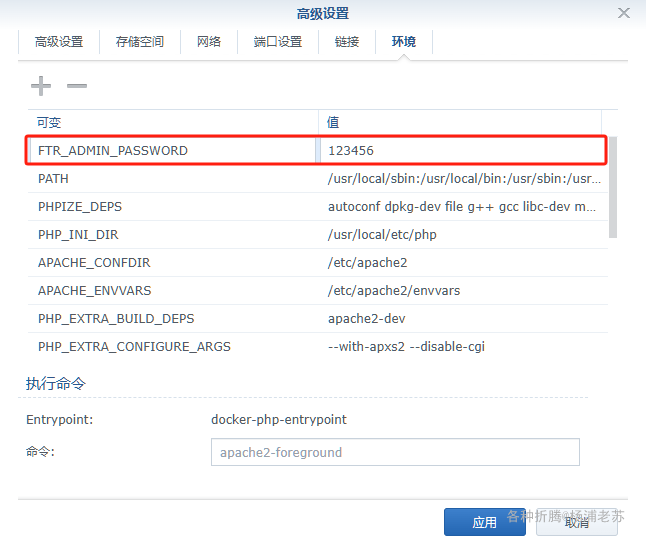 高级设置
高级设置 存储空间 网络 端口设置 链接 环境
可变 值
FTR_ADMIN_PASSWORD 123456
PATH /usr/local/sbin:/usr/local/bin:/usr/sbin:/usr...
PHPIZE_DEPS autoconf dpkg-dev file g++ gcc libc-dev m...
PHP_INI_DIR /usr/local/etc/php
APACHE_CONFDIR /etc/apache2
APACHE_ENVVARS /etc/apache2/envvars
PHP_EXTRA_BUILD_DEPS apache2-dev
PHP_EXTRA_CONFIGURE_ARGS --with-apxs2 --disable-cgi
执行命令
Entrypoint: docker-php-entrypoint
命令: apache2-foreground
应用 取消
各种折腾@杨浦老苏